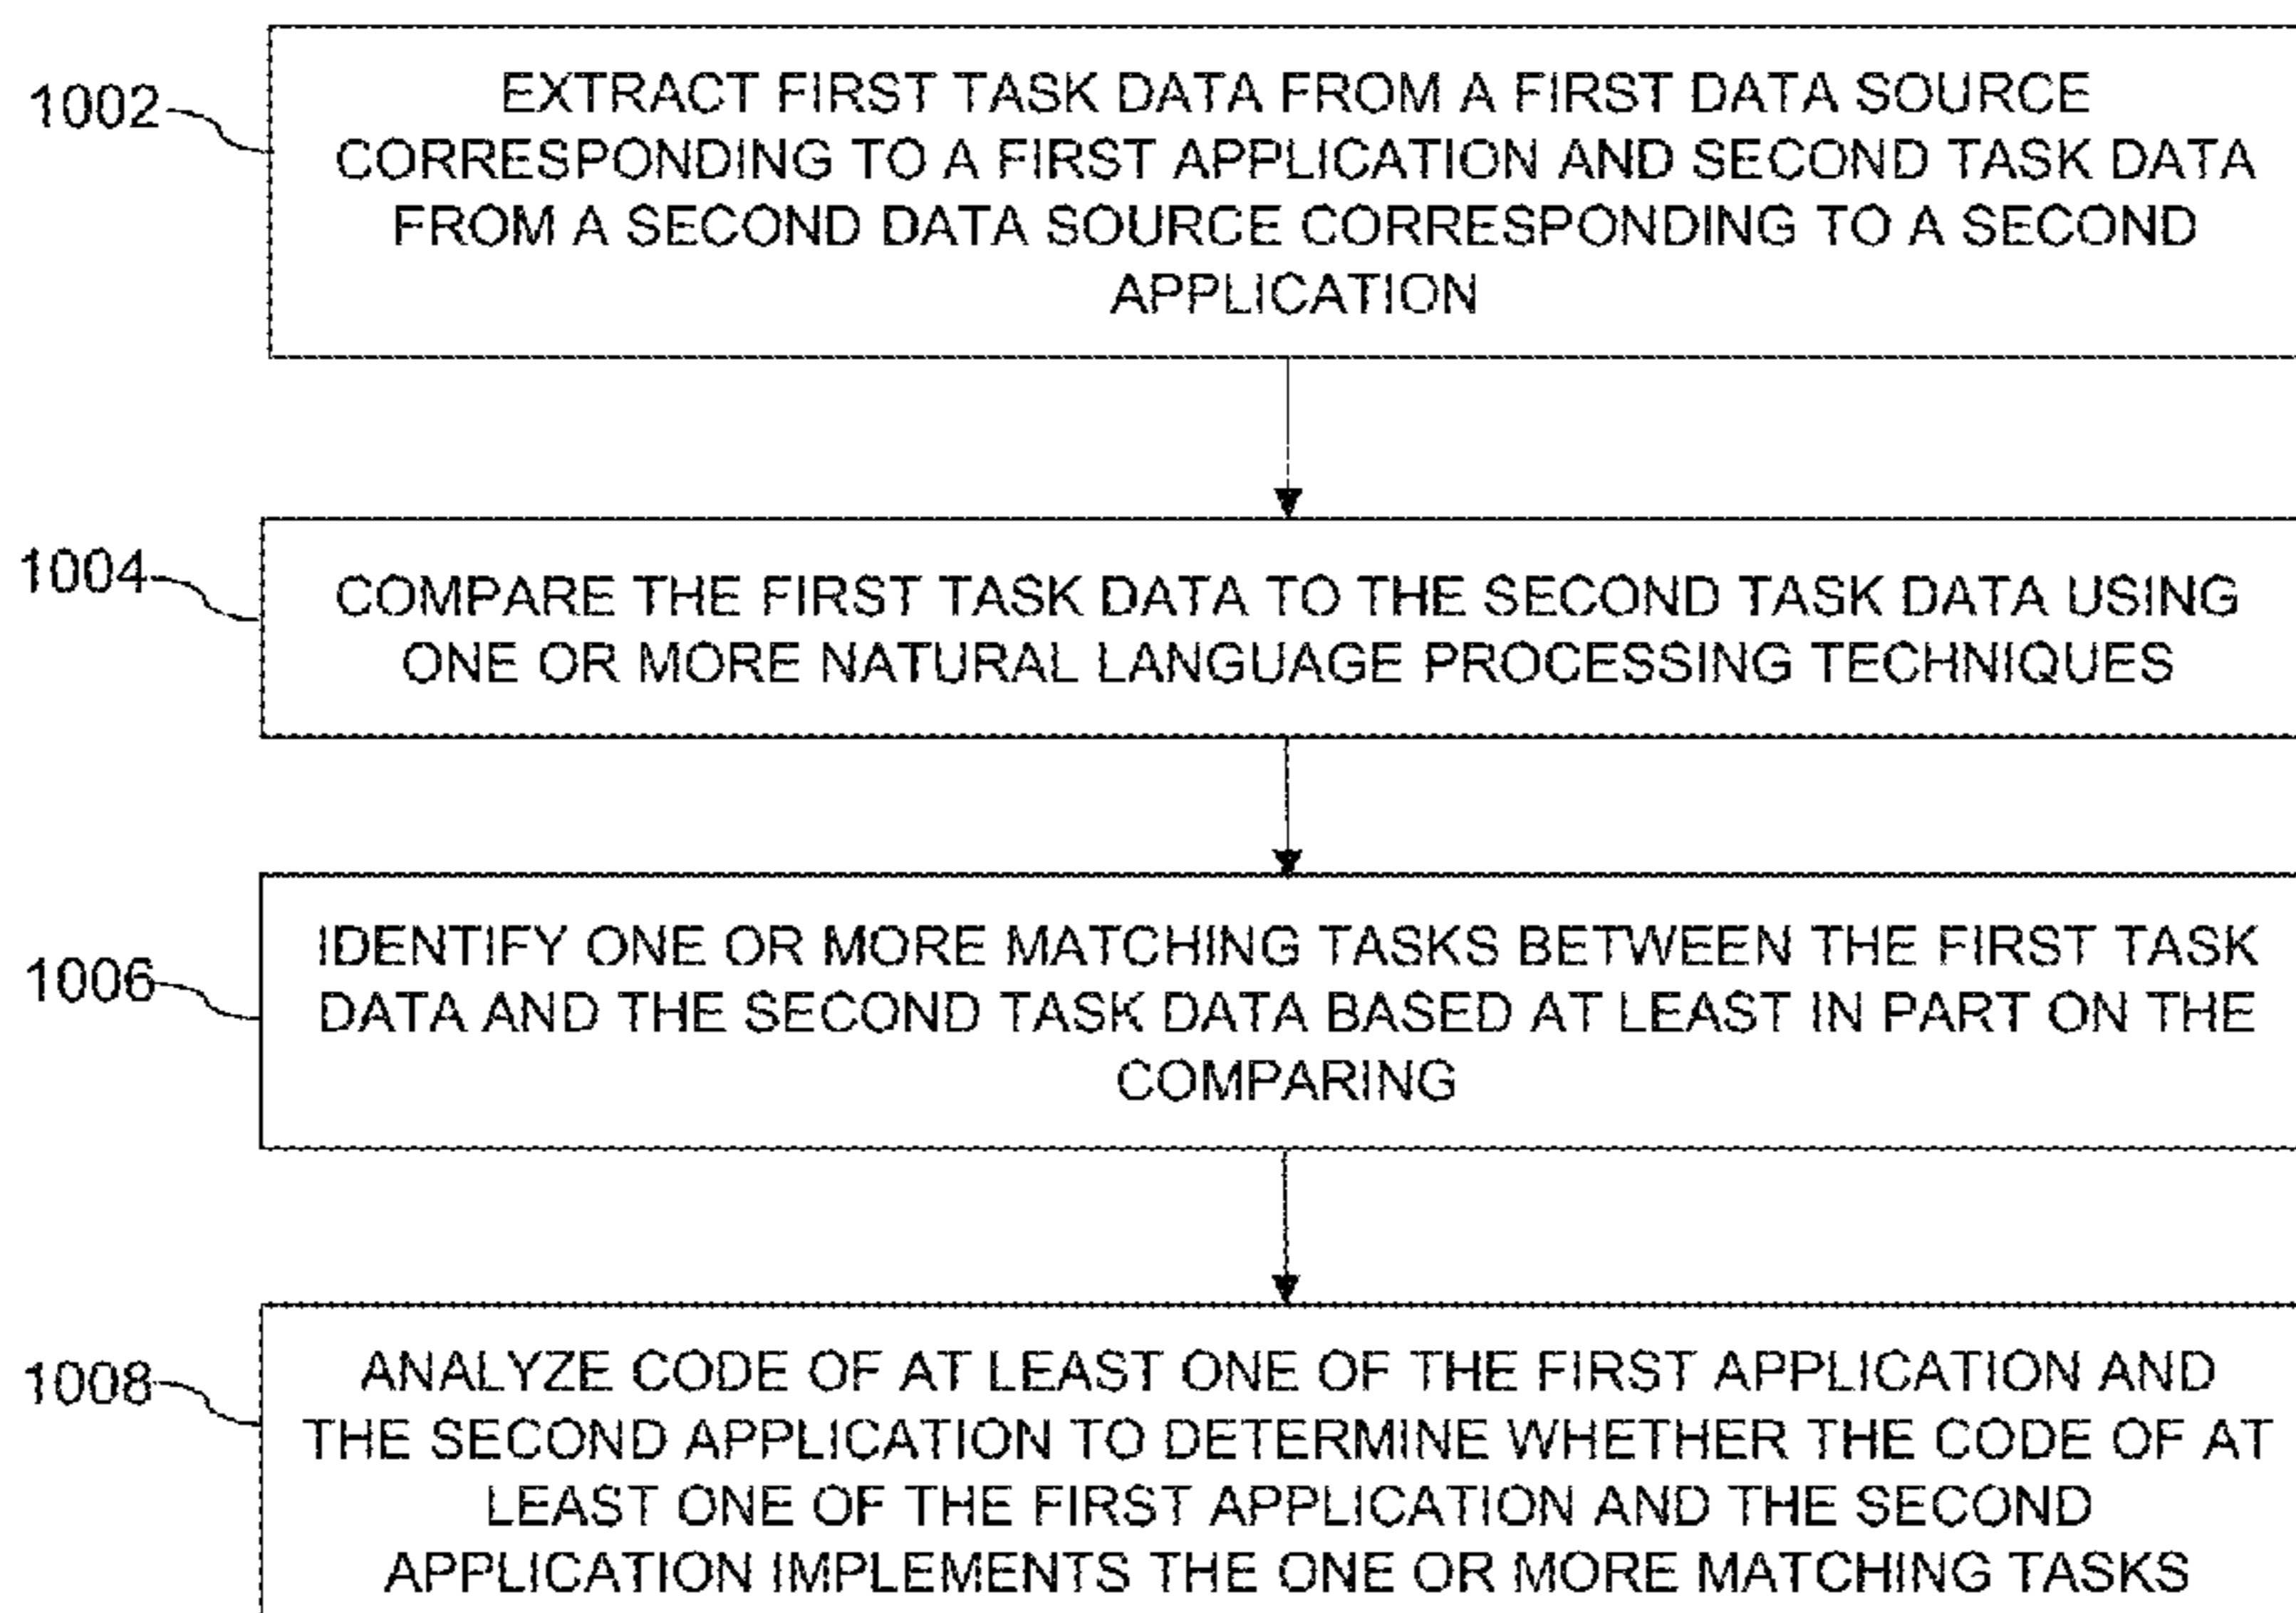 1002
EXTRACT FIRST TASK DATA FROM A FIRST DATA SOURCE
CORRESPONDING TO A FIRST APPLICATION AND SECOND TASK DATA
FROM A SECOND DATA SOURCE CORRESPONDING TO A SECOND
APPLICATION
1004
COMPARE THE FIRST TASK DATA TO THE SECOND TASK DATA USING
ONE OR MORE NATURAL LANGUAGE PROCESSING TECHNIQUES
1006
IDENTIFY ONE OR MORE MATCHING TASKS BETWEEN THE FIRST TASK
DATA AND THE SECOND TASK DATA BASED AT LEAST IN PART ON THE
COMPARING
1008
ANALYZE CODE OF AT LEAST ONE OF THE FIRST APPLICATION AND
THE SECOND APPLICATION TO DETERMINE WHETHER THE CODE OF AT
LEAST ONE OF THE FIRST APPLICATION AND THE SECOND
APPLICATION IMPLEMENTS THE ONE OR MORE MATCHING TASKS